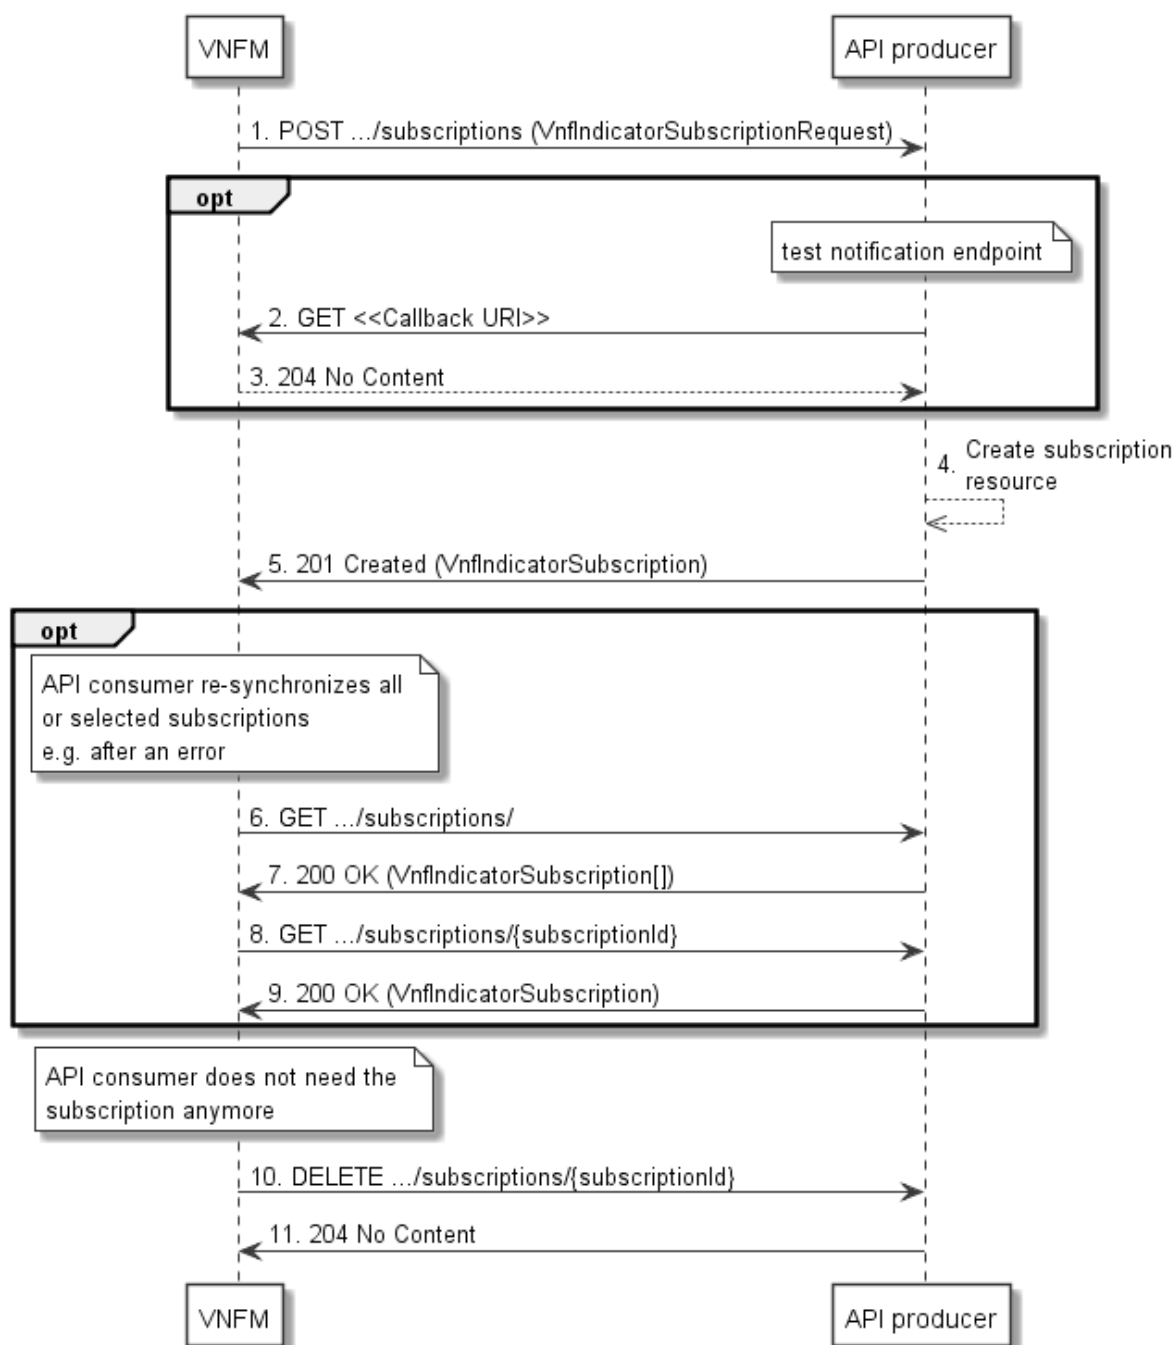 VNFM
API producer
1. POST .../subscriptions (VnfIndicatorSubscriptionRequest)
opt
test notification endpoint
2. GET <<Callback URI>>
3. 204 No Content
4. Create subscription
resource
5. 201 Created (VnfIndicatorSubscription)
opt
API consumer re-synchronizes all
or selected subscriptions
e.g. after an error
6. GET .../subscriptions/
7. 200 OK (VnfIndicatorSubscription[])
8. GET .../subscriptions/{subscriptionId}
9. 200 OK (VnfIndicatorSubscription)
API consumer does not need the
subscription anymore
10. DELETE .../subscriptions/{subscriptionId}
11. 204 No Content
VNFM
API producer